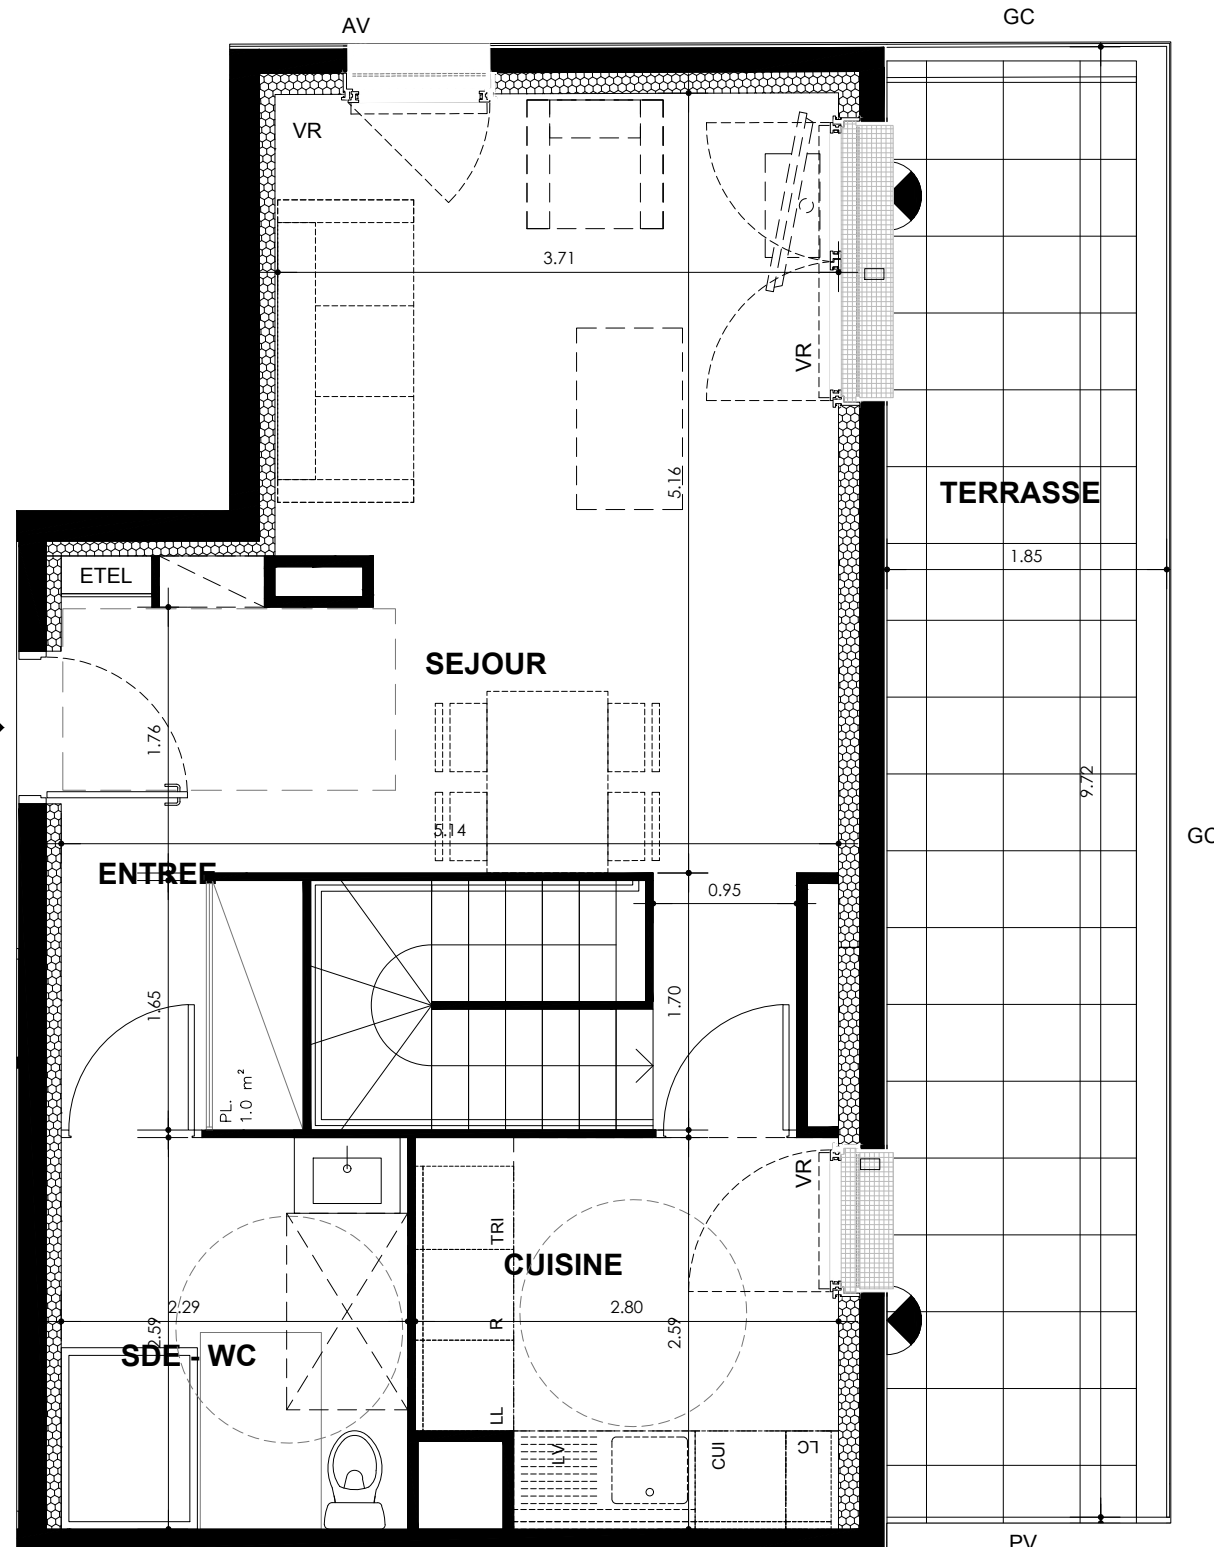 GC
AV
VR
3.71
VR
5.16
TERRASSE
1.85
ETEL
SEJOUR
1.76
9.72
5.14
GC
ENTREE
0.95
1.65
1.70
PL.
1.0 m²
VR
TRI
CUISINE
2.29
2.80
R
2.59
2.59
SDE - WC
LL
LV
CUI
LC
PV